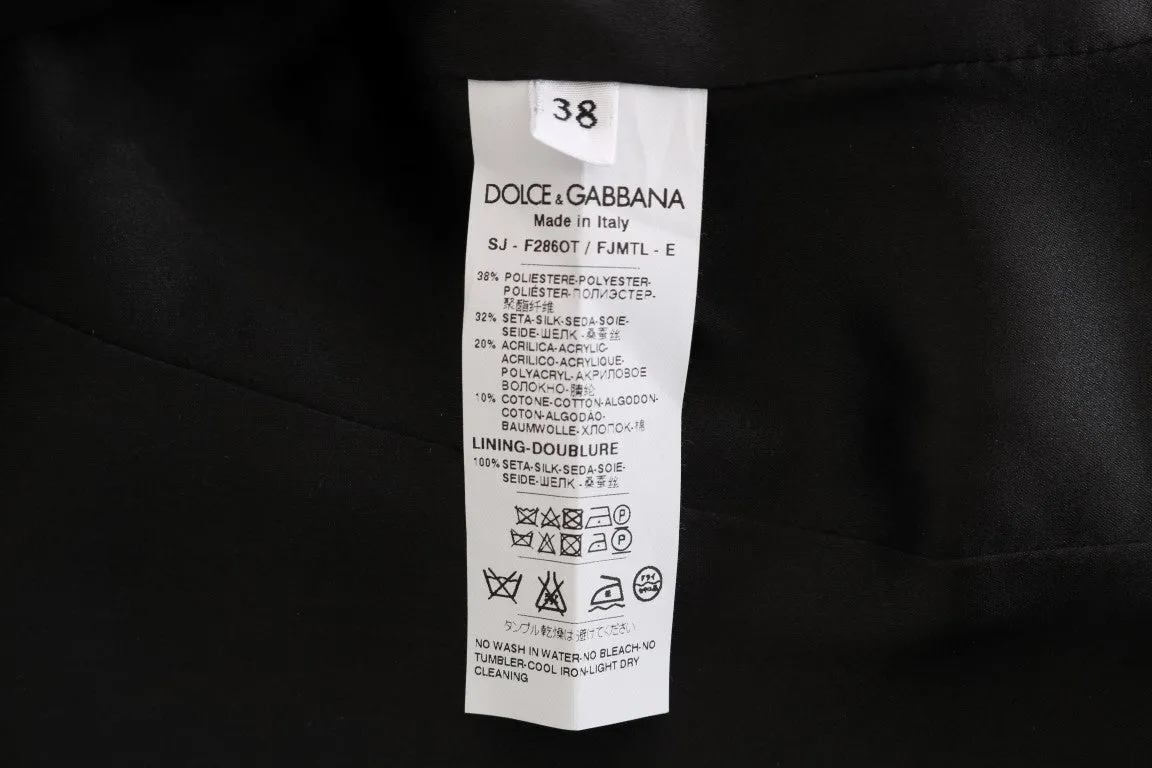 38
DOLCE & GABBANA
Made in Italy
SJ - F286OT / FJMTL - E
38% POLIESTERE-POLYESTER-
POLIÉSTER-ПОЛИЭСТЕР-
聚酯纤维
32% SETA-SILK-SEDA-SOIE-
SEIDE-ШЕЛК -桑蚕丝
20% ACRILICA-ACRYLIC-
ACRILICO-ACRYLIQUE-
POLYACRYL-АКРИЛОВОЕ
ВОЛОКНО-腈纶
10% COTONE-COTTON-ALGODON-
COTON-ALGODÃO-
BAUMWOLLE-ХЛОПОК-棉
LINING-DOUBLURE
100% SETA-SILK-SEDA-SOIE-
SEIDE-ШЕЛК -桑蚕丝
P
P
ドライ
タンブル乾燥は避けてください
NO WASH IN WATER-NO BLEACH-NO
TUMBLER-COOL IRON-LIGHT DRY
CLEANING